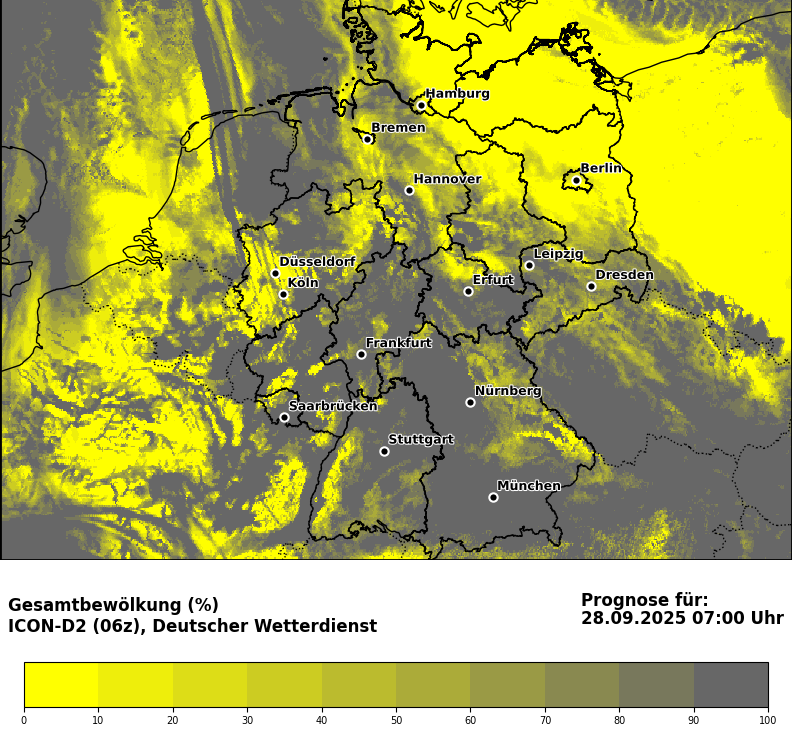 Hamburg
Bremen
Berlin
Hannover
Leipzig
Düsseldorf
Dresden
Erfurt
Köln
Frankfurt
Nürnberg
Saarbrücken
Stuttgart
München
Gesamtbewölkung (%)
ICON-D2 (06z), Deutscher Wetterdienst
Prognose für:
28.09.2025 07:00 Uhr
0 10 20 30 40 50 60 70 80 90 100